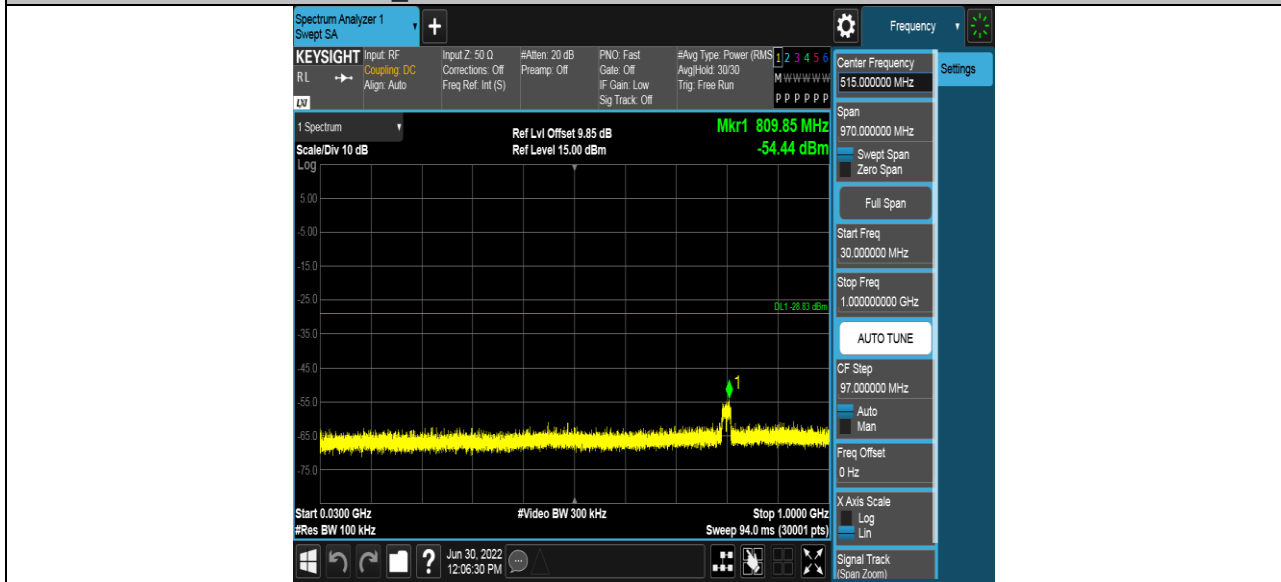 Spectrum Analyzer 1
Swept SA
+
Frequency
KEYSIGHT
RL
LXI
Input: RF
Coupling: DC
Align: Auto
Input Z: 50 Ω
Corrections: Off
Freq Ref: Int (S)
#Atten: 20 dB
Preamp: Off
PNO: Fast
Gate: Off
IF Gain: Low
Sig Track: Off
#Avg Type: Power (RMS
Avg|Hold: 30/30
Trig: Free Run
1 2 3 4 5 6
M W W W W W
P P P P P P
1 Spectrum
Scale/Div 10 dB
Ref Lvl Offset 9.85 dB
Ref Level 15.00 dBm
Mkr1 809.85 MHz
-54.44 dBm
Log
5.00
-5.00
-15.0
-25.0
DL1 -28.83 dBm
-35.0
-45.0
1
-55.0
-65.0
-75.0
Start 0.0300 GHz
#Video BW 300 kHz
Stop 1.0000 GHz
#Res BW 100 kHz
Sweep 94.0 ms (30001 pts)
Jun 30, 2022
12:06:30 PM
Center Frequency
515.000000 MHz
Settings
Span
970.000000 MHz
Swept Span
Zero Span
Full Span
Start Freq
30.000000 MHz
Stop Freq
1.000000000 GHz
AUTO TUNE
CF Step
97.000000 MHz
Auto
Man
Freq Offset
0 Hz
X Axis Scale
Log
Lin
Signal Track
(Span Zoom)